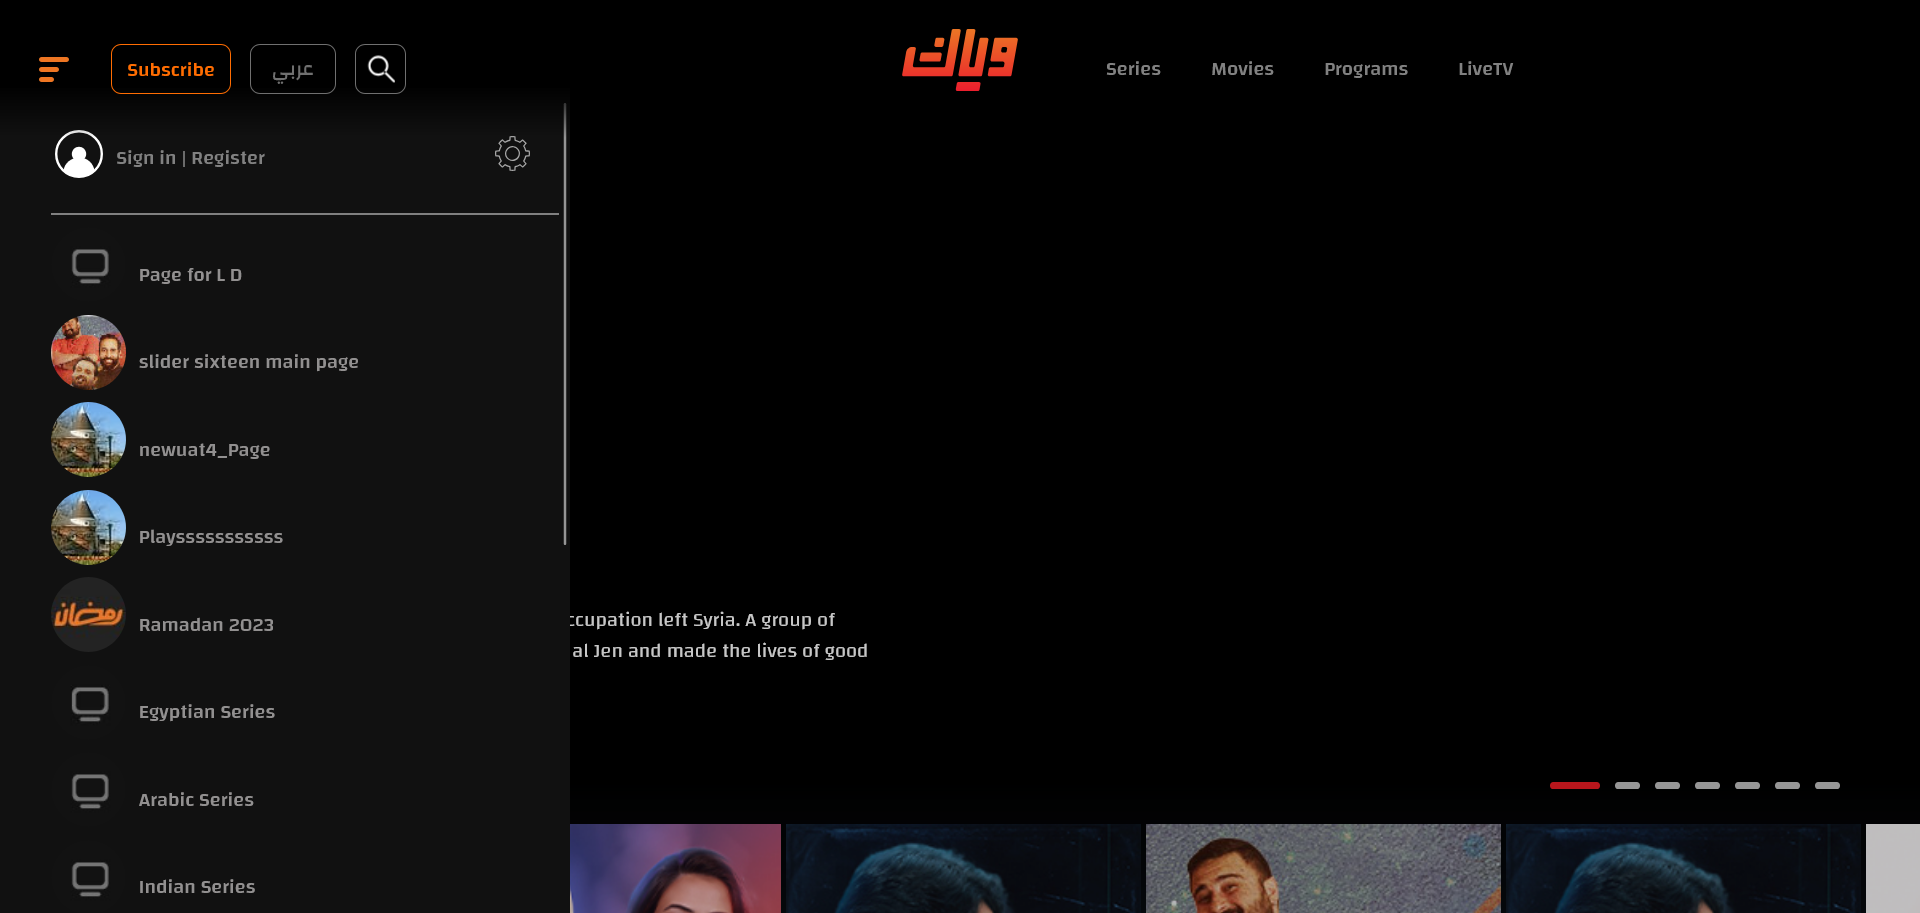 Subscribe
عربي
وياك
Series
Movies
Programs
LiveTV
Sign in | Register
Page for L D
slider sixteen main page
newuat4_Page
Playsssssssssss
رمضان
Ramadan 2023
Egyptian Series
Arabic Series
Indian Series
ccupation left Syria. A group of
al Jen and made the lives of good